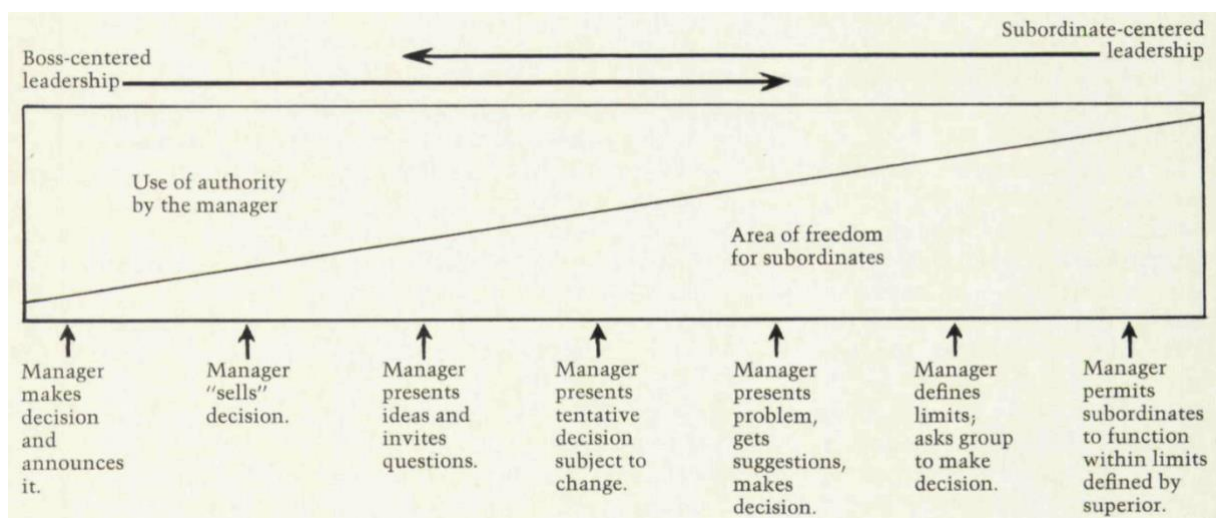 Boss-centered
leadership
Subordinate-centered
leadership
Use of authority
by the manager
Area of freedom
for subordinates
Manager
makes
decision
and
announces
it.
Manager
"sells"
decision.
Manager
presents
ideas and
invites
questions.
Manager
presents
tentative
decision
subject to
change.
Manager
presents
problem,
gets
suggestions,
makes
decision.
Manager
defines
limits;
asks group
to make
decision.
Manager
permits
subordinates
to function
within limits
defined by
superior.